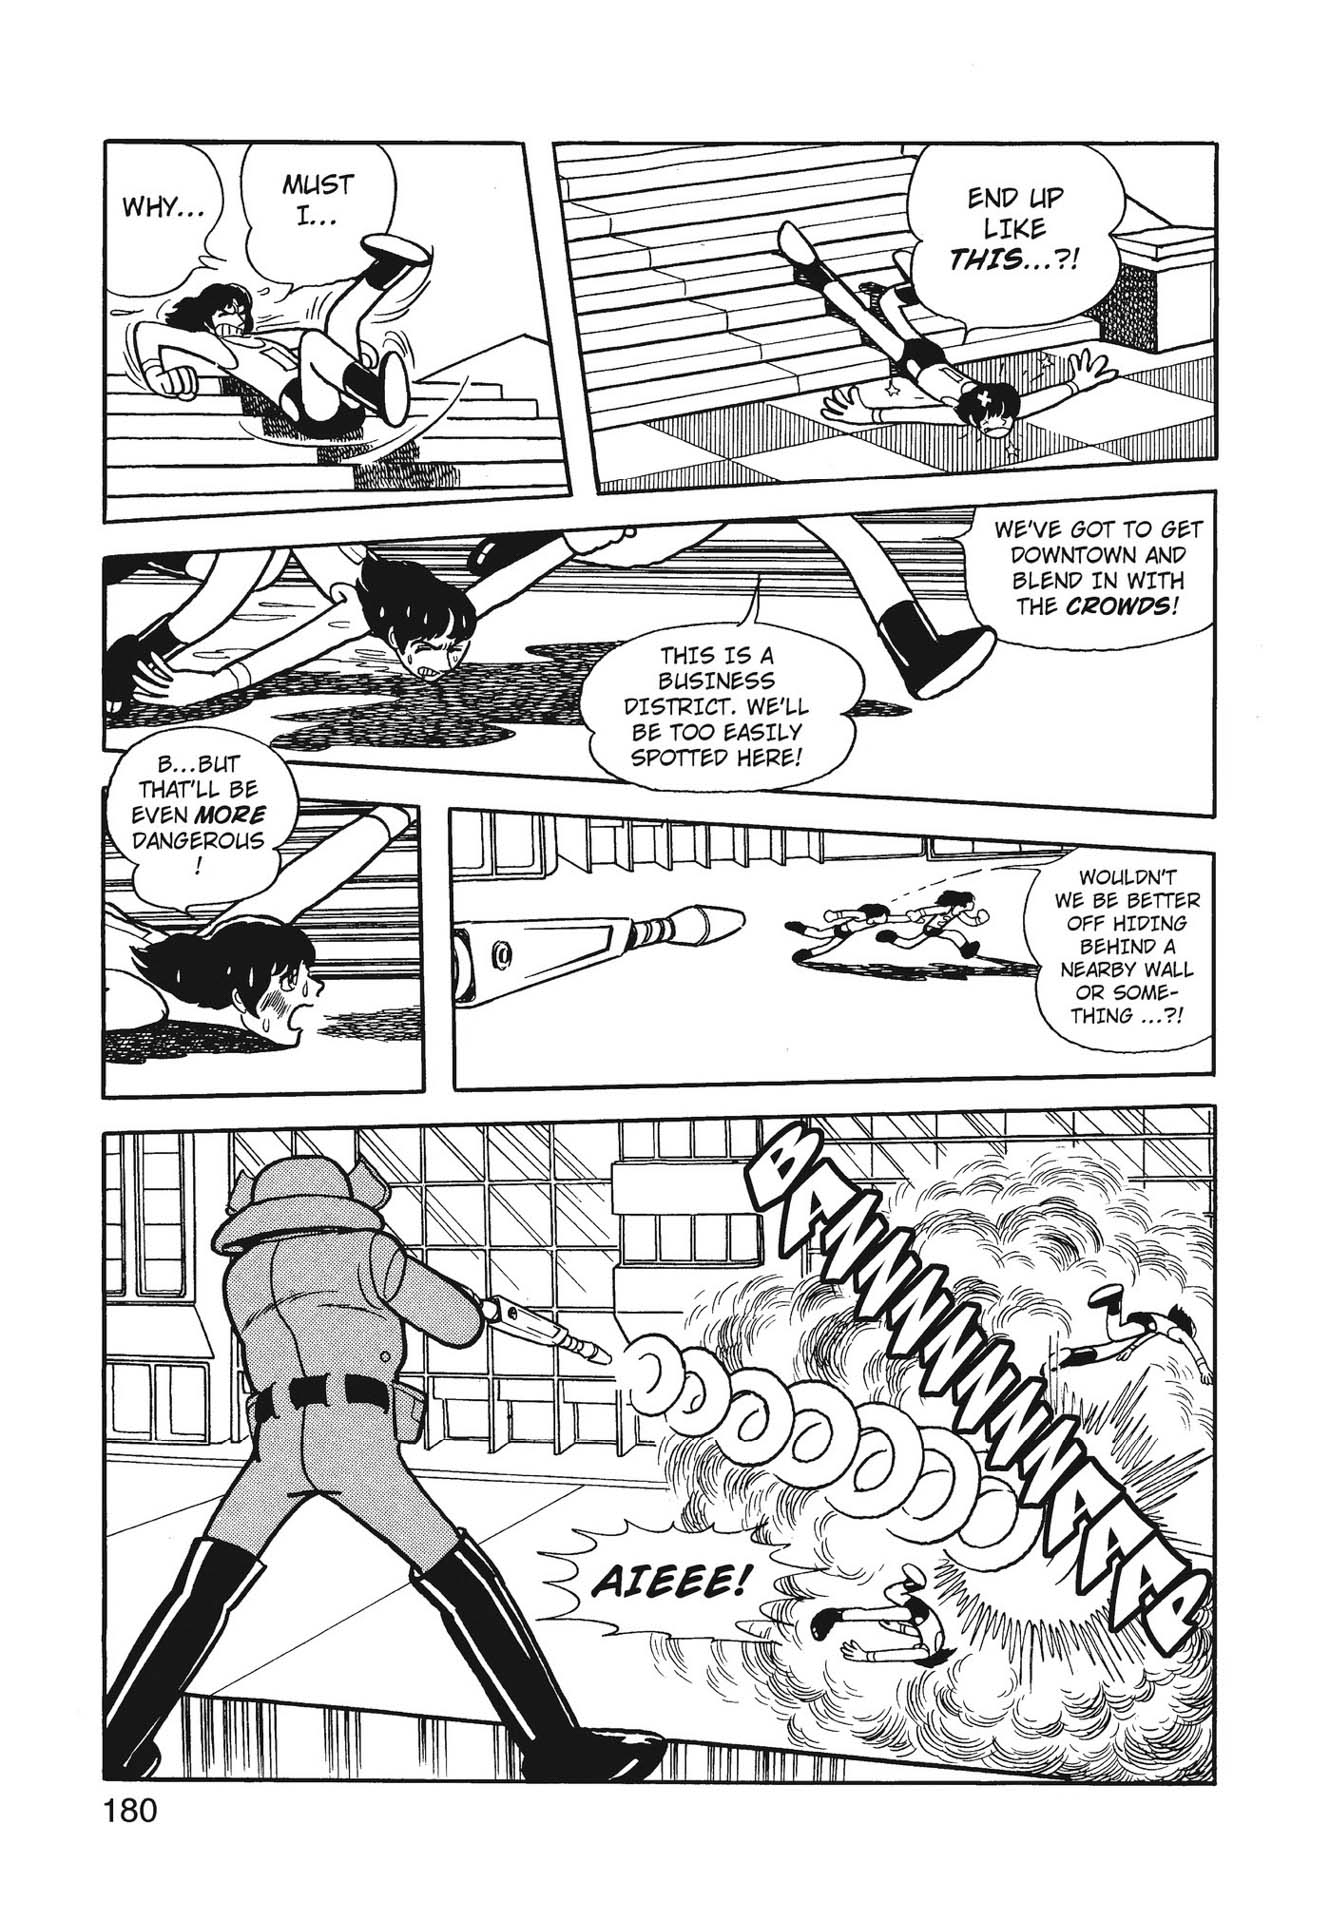 WHY...
MUST
I...
END UP
LIKE
THIS...?!
WE'VE GOT TO GET
DOWNTOWN AND
BLEND IN WITH
THE CROWDS!
THIS IS A
BUSINESS
DISTRICT. WE'LL
BE TOO EASILY
SPOTTED HERE!
B...BUT
THAT'LL BE
EVEN MORE
DANGEROUS
!
WOULDN'T
WE BE BETTER
OFF HIDING
BEHIND A
NEARBY WALL
OR SOME-
THING ...?!
BANNNNNNNNAAAP
AIEEE!
180